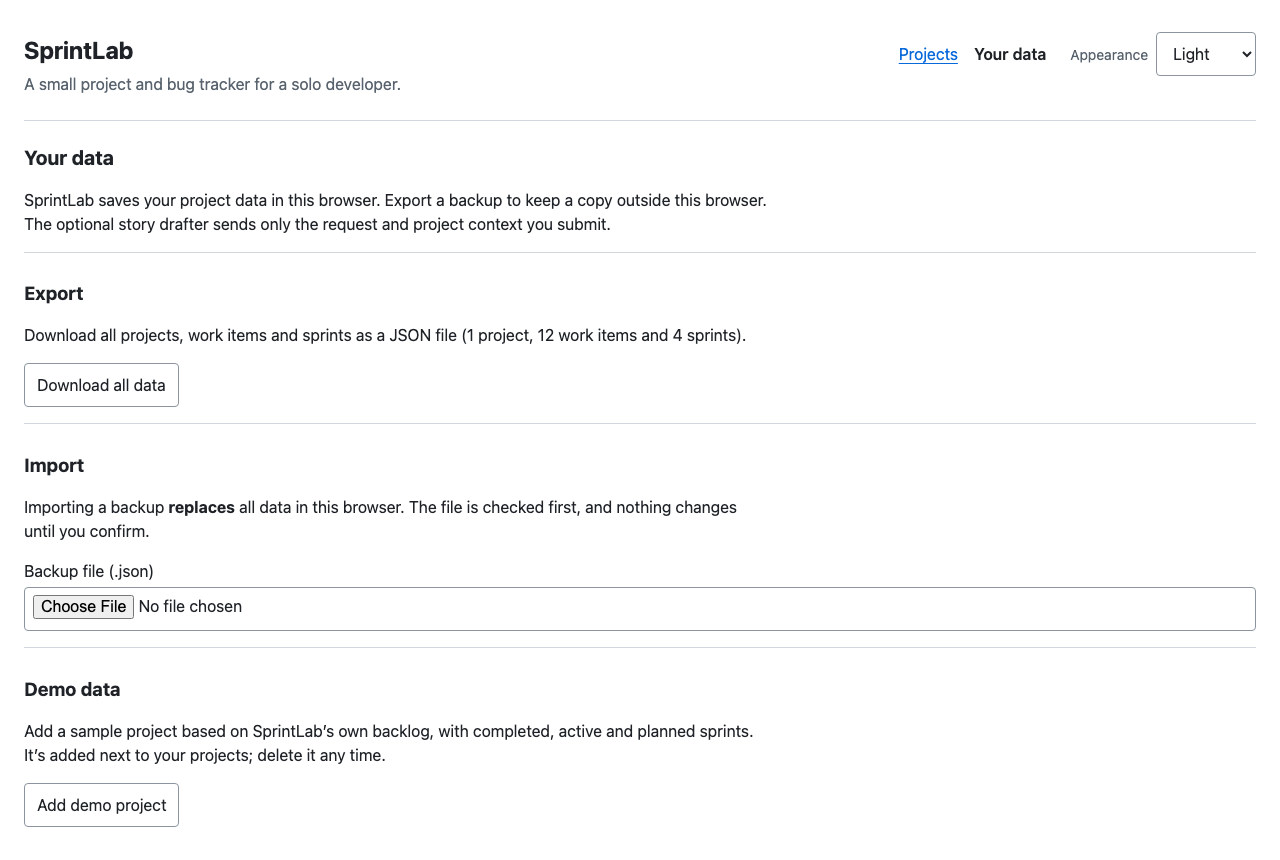 SprintLab
A small project and bug tracker for a solo developer.
Projects
Your data
Appearance
Light
Your data
SprintLab saves your project data in this browser. Export a backup to keep a copy outside this browser.
The optional story drafter sends only the request and project context you submit.
Export
Download all projects, work items and sprints as a JSON file (1 project, 12 work items and 4 sprints).
Download all data
Import
Importing a backup replaces all data in this browser. The file is checked first, and nothing changes
until you confirm.
Backup file (.json)
Choose File No file chosen
Demo data
Add a sample project based on SprintLab’s own backlog, with completed, active and planned sprints.
It’s added next to your projects; delete it any time.
Add demo project